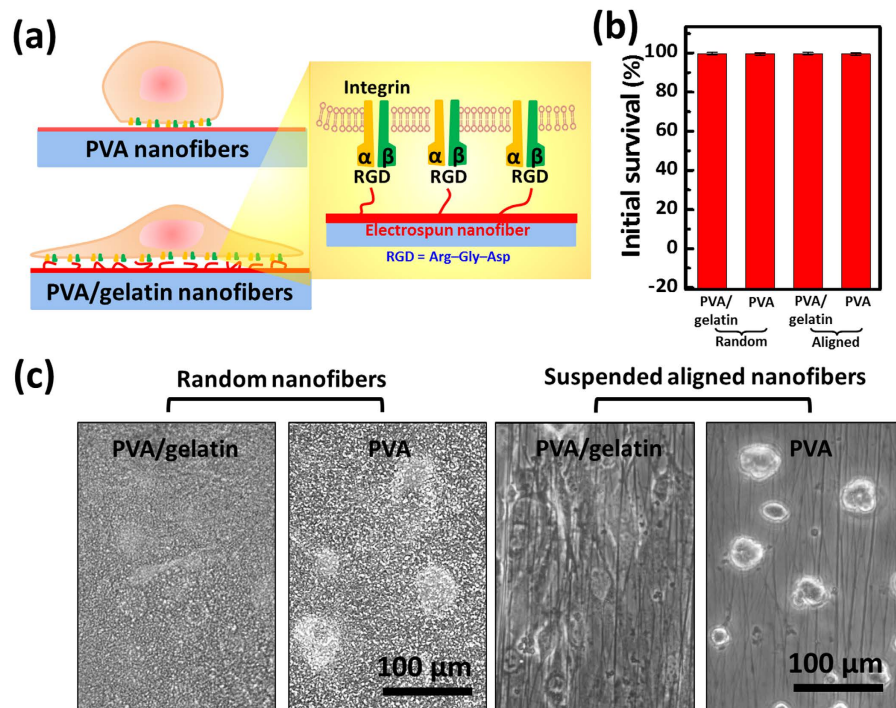 (a)
PVA nanofibers
PVA/gelatin nanofibers
Integrin
α β α β α β
RGD RGD RGD
Electrospun nanofiber
RGD = Arg–Gly–Asp
(b)
Initial survival (%)
100
80
60
40
20
0
-20
PVA/ PVA PVA/ PVA
gelatin gelatin
Random Aligned
(c)
Random nanofibers Suspended aligned nanofibers
PVA/gelatin PVA PVA/gelatin PVA
100 μm 100 μm